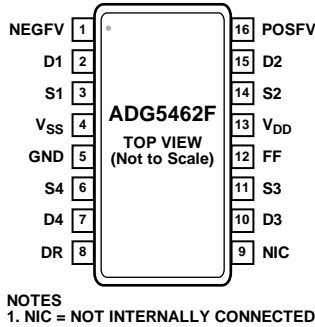 NEGFV 1 16 POSFV
D1 2 15 D2
S1 3 14 S2
VSS 4 13 VDD
GND 5 12 FF
S4 6 11 S3
D4 7 10 D3
DR 8 9 NIC
ADG5462F
TOP VIEW
(Not to Scale)
NOTES
1. NIC = NOT INTERNALLY CONNECTED